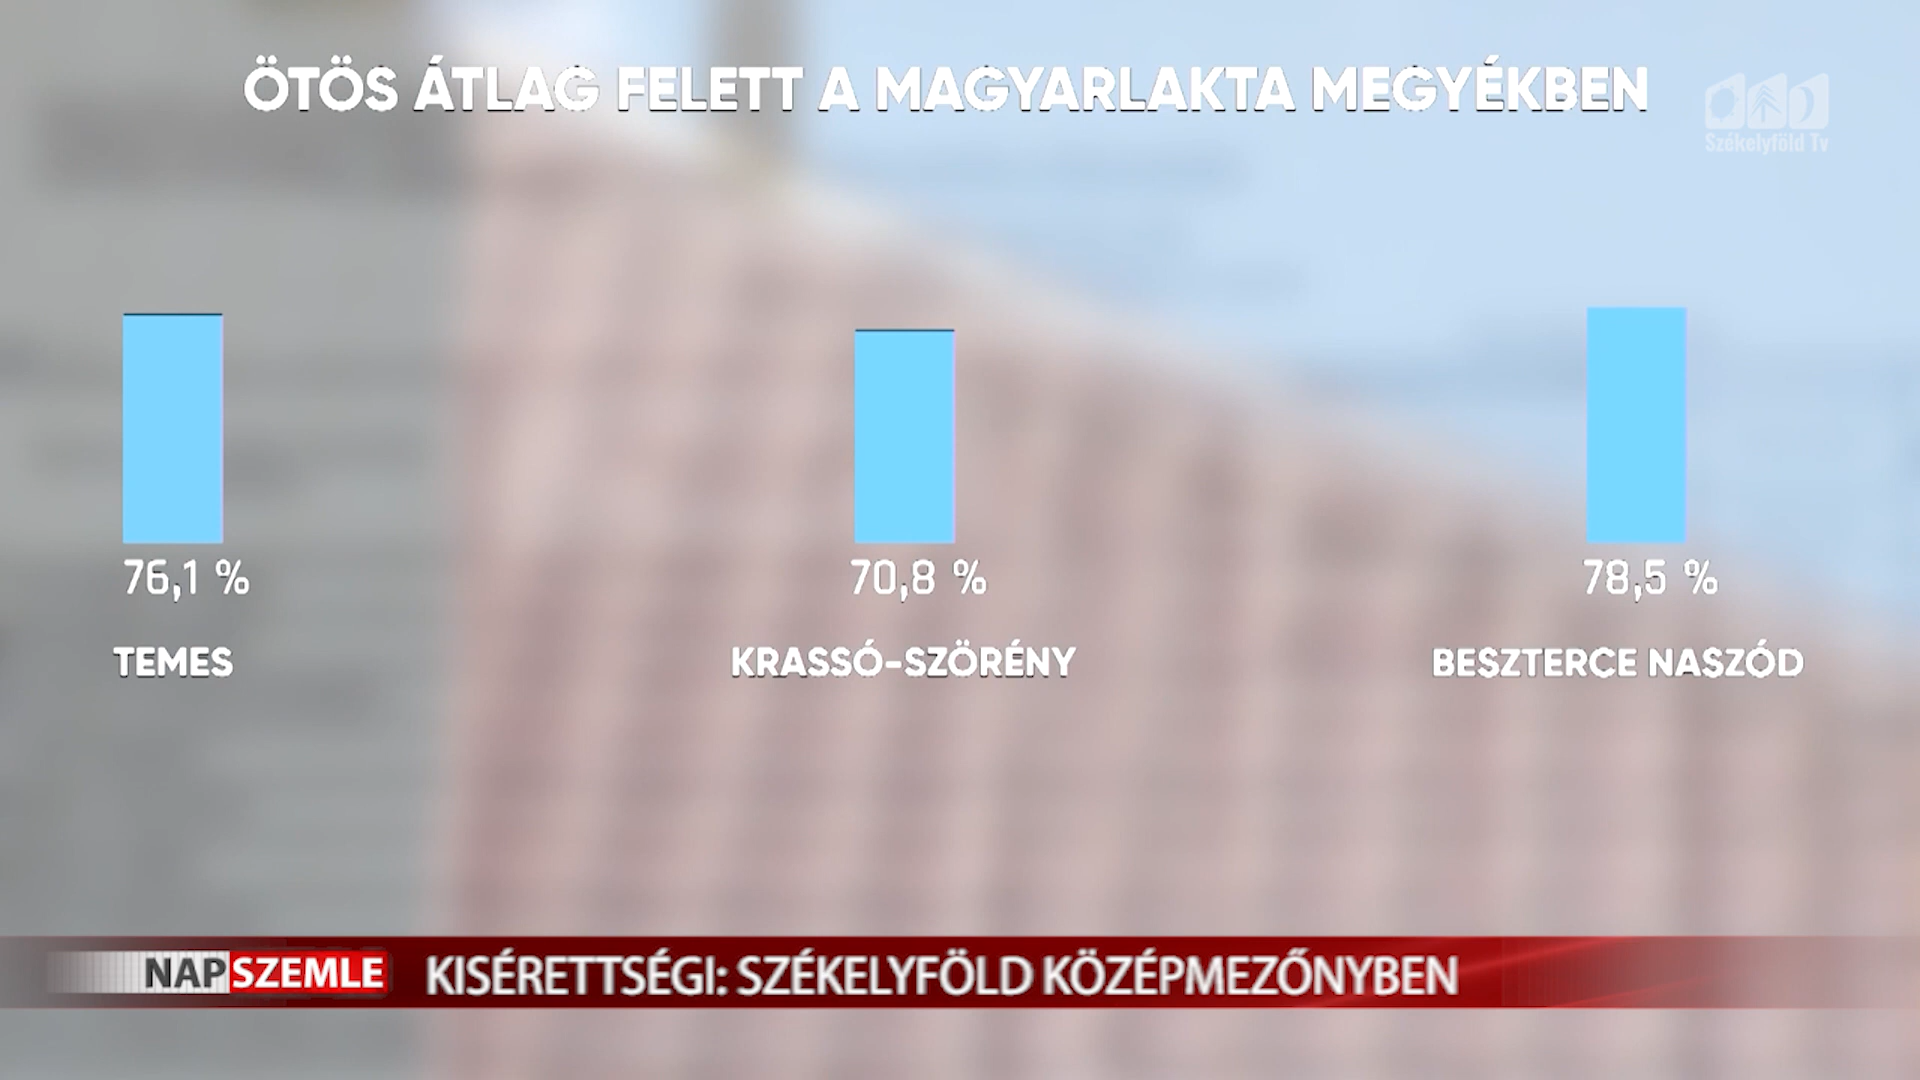 ÖTÖS ÁTLAG FELETT A MAGYARLAKTA MEGYÉKBEN
Székelyföld Tv
76,1 %
70,8 %
78,5 %
TEMES
KRASSÓ-SZÖRÉNY
BESZTERCE NASZÓD
NAPSZEMLE
KISÉRETTSÉGI: SZÉKELYFÖLD KÖZÉPMEZŐNYBEN